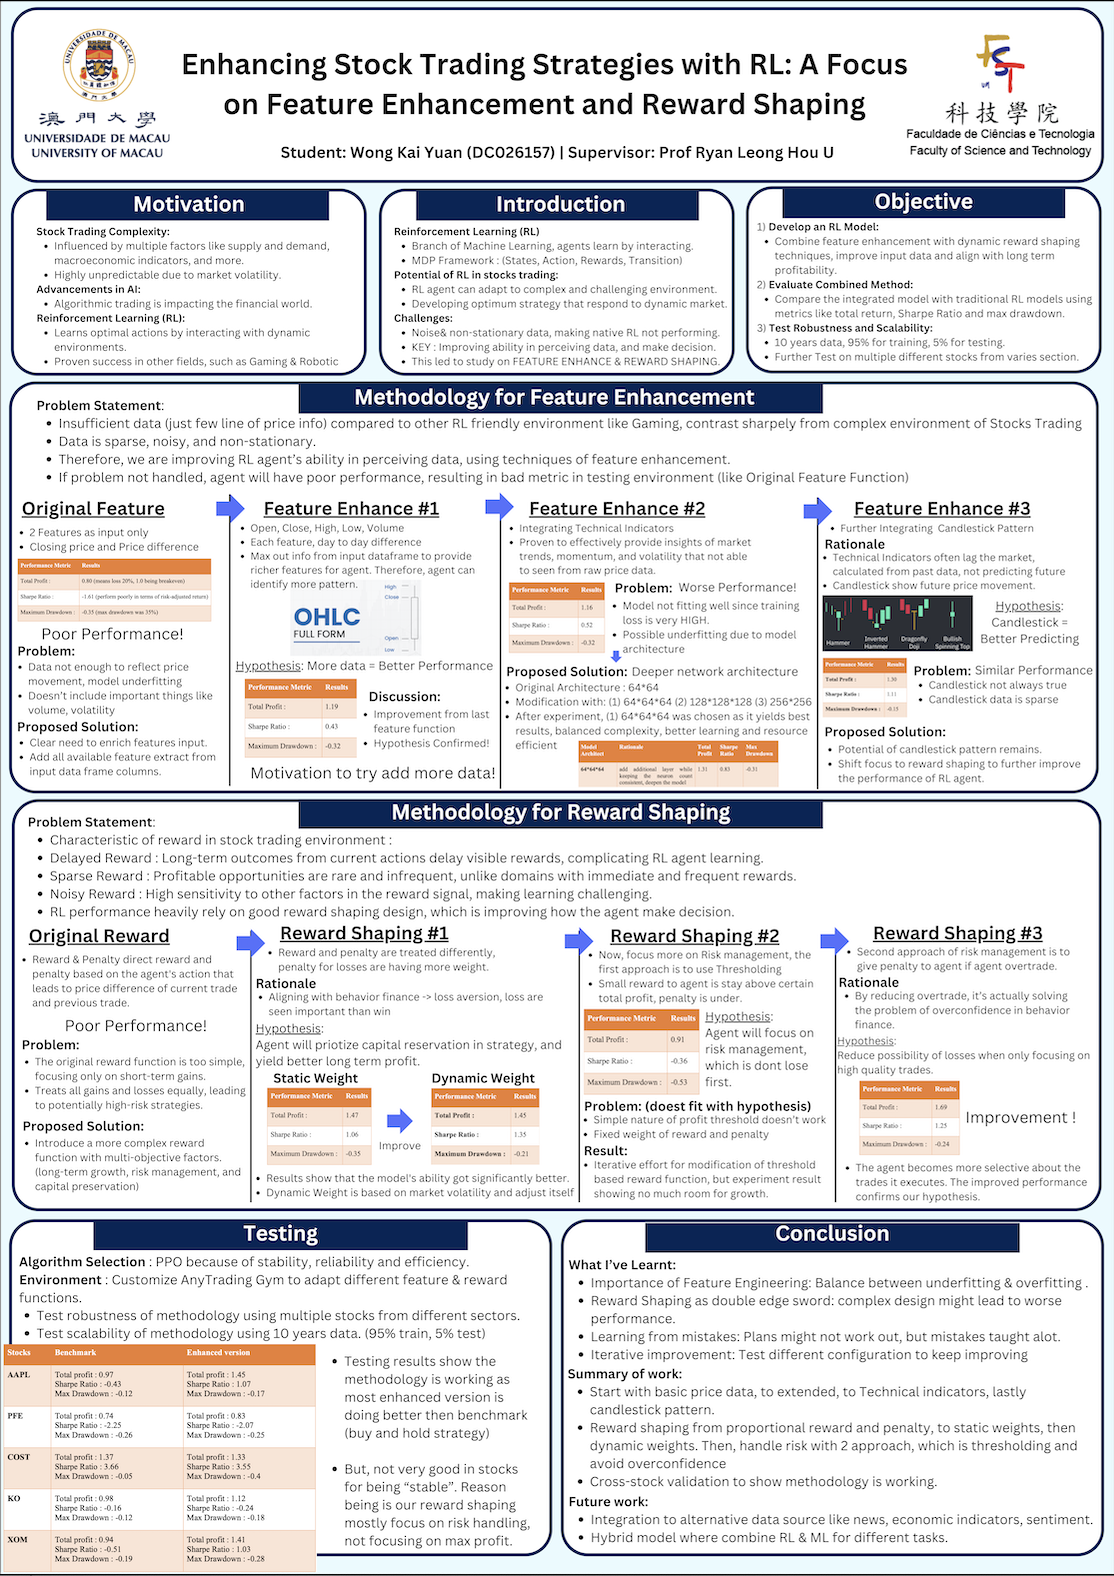 UNIVERSIDADE DE MACAU
澳門大學
UNIVERSIDADE DE MACAU
UNIVERSITY OF MACAU
Enhancing Stock Trading Strategies with RL: A Focus
on Feature Enhancement and Reward Shaping
Student: Wong Kai Yuan (DC026157) | Supervisor: Prof Ryan Leong Hou U
FST
科技學院
Faculdade de Ciências e Tecnologia
Faculty of Science and Technology
Motivation
Stock Trading Complexity:
• Influenced by multiple factors like supply and demand,
macroeconomic indicators, and more.
• Highly unpredictable due to market volatility.
Advancements in AI:
• Algorithmic trading is impacting the financial world.
Reinforcement Learning (RL):
• Learns optimal actions by interacting with dynamic
environments.
• Proven success in other fields, such as Gaming & Robotic
Introduction
Reinforcement Learning (RL)
• Branch of Machine Learning, agents learn by interacting.
• MDP Framework : (States, Action, Rewards, Transition)
Potential of RL in stocks trading:
• RL agent can adapt to complex and challenging environment.
• Developing optimum strategy that respond to dynamic market.
Challenges:
• Noise& non-stationary data, making native RL not performing.
• KEY : Improving ability in perceiving data, and make decision.
• This led to study on FEATURE ENHANCE & REWARD SHAPING.
Objective
1) Develop an RL Model:
• Combine feature enhancement with dynamic reward shaping
techniques, improve input data and align with long term
profitability.
2) Evaluate Combined Method:
• Compare the integrated model with traditional RL models using
metrics like total return, Sharpe Ratio and max drawdown.
3) Test Robustness and Scalability:
• 10 years data, 95% for training, 5% for testing.
• Further Test on multiple different stocks from varies section.
Methodology for Feature Enhancement
Problem Statement:
• Insufficient data (just few line of price info) compared to other RL friendly environment like Gaming, contrast sharpely from complex environment of Stocks Trading
• Data is sparse, noisy, and non-stationary.
• Therefore, we are improving RL agent's ability in perceiving data, using techniques of feature enhancement.
• If problem not handled, agent will have poor performance, resulting in bad metric in testing environment (like Original Feature Function)
Original Feature
• 2 Features as input only
• Closing price and Price difference
Performance Metric Results
Total Profit : 0.80 (means loss 20%, 1.0 being breakeven)
Sharpe Ratio : -1.61 (perform poorly in terms of risk-adjusted return)
Maximum Drawdown : -0.35 (max drawdown was 35%)
Poor Performance!
Problem:
• Data not enough to reflect price
movement, model underfitting
• Doesn't include important things like
volume, volatility
Proposed Solution:
• Clear need to enrich features input.
• Add all available feature extract from
input data frame columns.
Feature Enhance #1
• Open, Close, High, Low, Volume
• Each feature, day to day difference
• Max out info from input dataframe to provide
richer features for agent. Therefore, agent can
identify more pattern.
OHLC
FULL FORM
High
Close
Open
Low
Hypothesis: More data = Better Performance
Performance Metric Results
Total Profit : 1.19
Sharpe Ratio : 0.43
Maximum Drawdown : -0.32
Discussion:
• Improvement from last
feature function
• Hypothesis Confirmed!
Motivation to try add more data!
Feature Enhance #2
• Integrating Technical Indicators
• Proven to effectively provide insights of market
trends, momentum, and volatility that not able
to seen from raw price data.
Performance Metric Results
Total Profit : 1.16
Sharpe Ratio : 0.52
Maximum Drawdown : -0.32
Problem: Worse Performance!
• Model not fitting well since training
loss is very HIGH.
• Possible underfitting due to model
architecture
Proposed Solution: Deeper network architecture
• Original Architecture : 64*64
• Modification with: (1) 64*64*64 (2) 128*128*128 (3) 256*256
• After experiment, (1) 64*64*64 was chosen as it yields best
results, balanced complexity, better learning and resource
efficient
Model Architecture Rationale Total Profit Sharpe Ratio Max Drawdown
64*64*64 add additional layer while keeping the neuron count consistent, deepen the model 1.31 0.83 -0.31
Feature Enhance #3
• Further Integrating Candlestick Pattern
Rationale
• Technical Indicators often lag the market,
calculated from past data, not predicting future
• Candlestick show future price movement.
Hammer Inverted Hammer Dragonfly Doji Bullish Spinning Top
Hypothesis:
Candlestick =
Better Predicting
Performance Metric Results
Total Profit : 1.30
Sharpe Ratio : 1.11
Maximum Drawdown : -0.15
Problem: Similar Performance
• Candlestick not always true
• Candlestick data is sparse
Proposed Solution:
• Potential of candlestick pattern remains.
• Shift focus to reward shaping to further improve
the performance of RL agent.
Methodology for Reward Shaping
Problem Statement:
• Characteristic of reward in stock trading environment :
• Delayed Reward : Long-term outcomes from current actions delay visible rewards, complicating RL agent learning.
• Sparse Reward : Profitable opportunities are rare and infrequent, unlike domains with immediate and frequent rewards.
• Noisy Reward : High sensitivity to other factors in the reward signal, making learning challenging.
• RL performance heavily rely on good reward shaping design, which is improving how the agent make decision.
Original Reward
• Reward & Penalty direct reward and
penalty based on the agent's action that
leads to price difference of current trade
and previous trade.
Poor Performance!
Problem:
• The original reward function is too simple,
focusing only on short-term gains.
• Treats all gains and losses equally, leading
to potentially high-risk strategies.
Proposed Solution:
• Introduce a more complex reward
function with multi-objective factors.
(long-term growth, risk management, and
capital preservation)
Reward Shaping #1
• Reward and penalty are treated differently,
penalty for losses are having more weight.
Rationale
• Aligning with behavior finance -> loss aversion, loss are
seen important than win
Hypothesis:
Agent will priotize capital reservation in strategy, and
yield better long term profit.
Static Weight
Performance Metric Results
Total Profit : 1.47
Sharpe Ratio : 1.06
Maximum Drawdown : -0.35
Improve
Dynamic Weight
Performance Metric Results
Total Profit : 1.45
Sharpe Ratio : 1.35
Maximum Drawdown : -0.21
• Results show that the model's ability got significantly better.
• Dynamic Weight is based on market volatility and adjust itself
Reward Shaping #2
• Now, focus more on Risk management, the
first approach is to use Thresholding
• Small reward to agent is stay above certain
total profit, penalty is under.
Performance Metric Results
Total Profit : 0.91
Sharpe Ratio : -0.36
Maximum Drawdown : -0.53
Hypothesis:
Agent will focus on
risk management,
which is dont lose
first.
Problem: (doest fit with hypothesis)
• Simple nature of profit threshold doesn't work
• Fixed weight of reward and penalty
Result:
• Iterative effort for modification of threshold
based reward function, but experiment result
showing no much room for growth.
Reward Shaping #3
• Second approach of risk management is to
give penalty to agent if agent overtrade.
Rationale
• By reducing overtrade, it's actually solving
the problem of overconfidence in behavior
finance.
Hypothesis:
Reduce possibility of losses when only focusing on
high quality trades.
Performance Metric Results
Total Profit : 1.69
Sharpe Ratio : 1.25
Maximum Drawdown : -0.24
Improvement !
• The agent becomes more selective about the
trades it executes. The improved performance
confirms our hypothesis.
Testing
Algorithm Selection : PPO because of stability, reliability and efficiency.
Environment : Customize AnyTrading Gym to adapt different feature & reward
functions.
• Test robustness of methodology using multiple stocks from different sectors.
• Test scalability of methodology using 10 years data. (95% train, 5% test)
Stocks Benchmark Enhanced version
AAPL
Total profit : 0.97 Total profit : 1.45
Sharpe Ratio : -0.43 Sharpe Ratio : 1.07
Max Drawdown : -0.12 Max Drawdown : -0.17
PFE
Total profit : 0.74 Total profit : 0.83
Sharpe Ratio : -2.25 Sharpe Ratio : -2.07
Max Drawdown : -0.26 Max Drawdown : -0.25
COST
Total profit : 1.37 Total profit : 1.33
Sharpe Ratio : 3.66 Sharpe Ratio : 3.55
Max Drawdown : -0.05 Max Drawdown : -0.4
KO
Total profit : 0.98 Total profit : 1.12
Sharpe Ratio : -0.16 Sharpe Ratio : -0.24
Max Drawdown : -0.12 Max Drawdown : -0.18
XOM
Total profit : 0.94 Total profit : 1.41
Sharpe Ratio : -0.51 Sharpe Ratio : 1.03
Max Drawdown : -0.19 Max Drawdown : -0.28
• Testing results show the
methodology is working as
most enhanced version is
doing better then benchmark
(buy and hold strategy)
• But, not very good in stocks
for being “stable”. Reason
being is our reward shaping
mostly focus on risk handling,
not focusing on max profit.
Conclusion
What I've Learnt:
• Importance of Feature Engineering: Balance between underfitting & overfitting .
• Reward Shaping as double edge sword: complex design might lead to worse
performance.
• Learning from mistakes: Plans might not work out, but mistakes taught alot.
• Iterative improvement: Test different configuration to keep improving
Summary of work:
• Start with basic price data, to extended, to Technical indicators, lastly
candlestick pattern.
• Reward shaping from proportional reward and penalty, to static weights, then
dynamic weights. Then, handle risk with 2 approach, which is thresholding and
avoid overconfidence
• Cross-stock validation to show methodology is working.
Future work:
• Integration to alternative data source like news, economic indicators, sentiment.
• Hybrid model where combine RL & ML for different tasks.